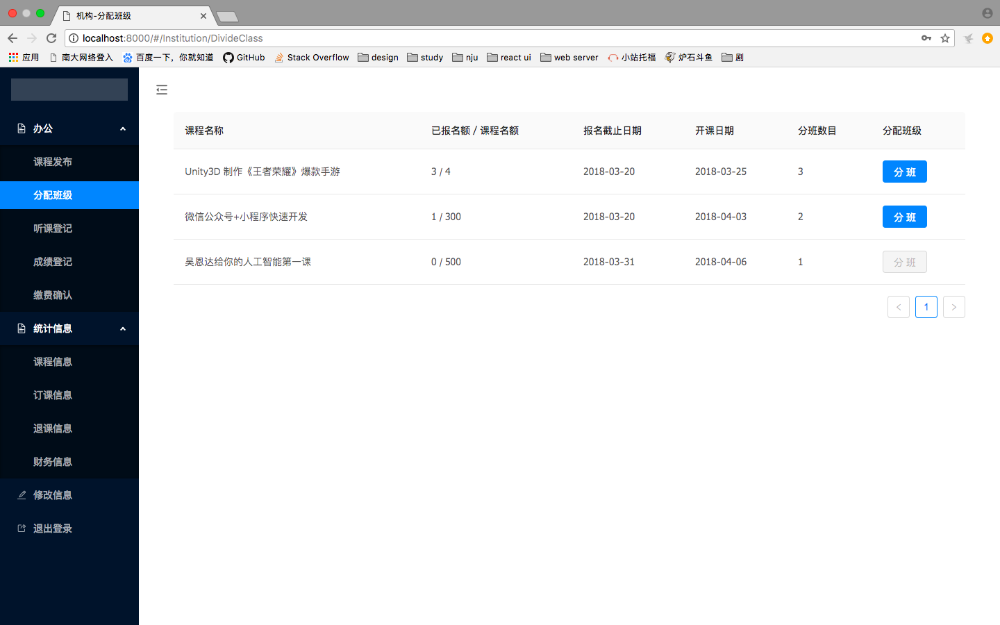 机构-分配班级
localhost:8000/#/Institution/DivideClass
应用 南大网络登入 百度一下，你就知道 GitHub Stack Overflow design study nju react ui web server 小站托福 炉石斗鱼 剧
办公
课程发布
分配班级
听课登记
成绩登记
缴费确认
统计信息
课程信息
订课信息
退课信息
财务信息
修改信息
退出登录
课程名称 已报名额 / 课程名额 报名截止日期 开课日期 分班数目 分配班级
Unity3D 制作《王者荣耀》爆款手游 3 / 4 2018-03-20 2018-03-25 3 分 班
微信公众号+小程序快速开发 1 / 300 2018-03-20 2018-04-03 2 分 班
吴恩达给你的人工智能第一课 0 / 500 2018-03-31 2018-04-06 1 分 班
< 1 >